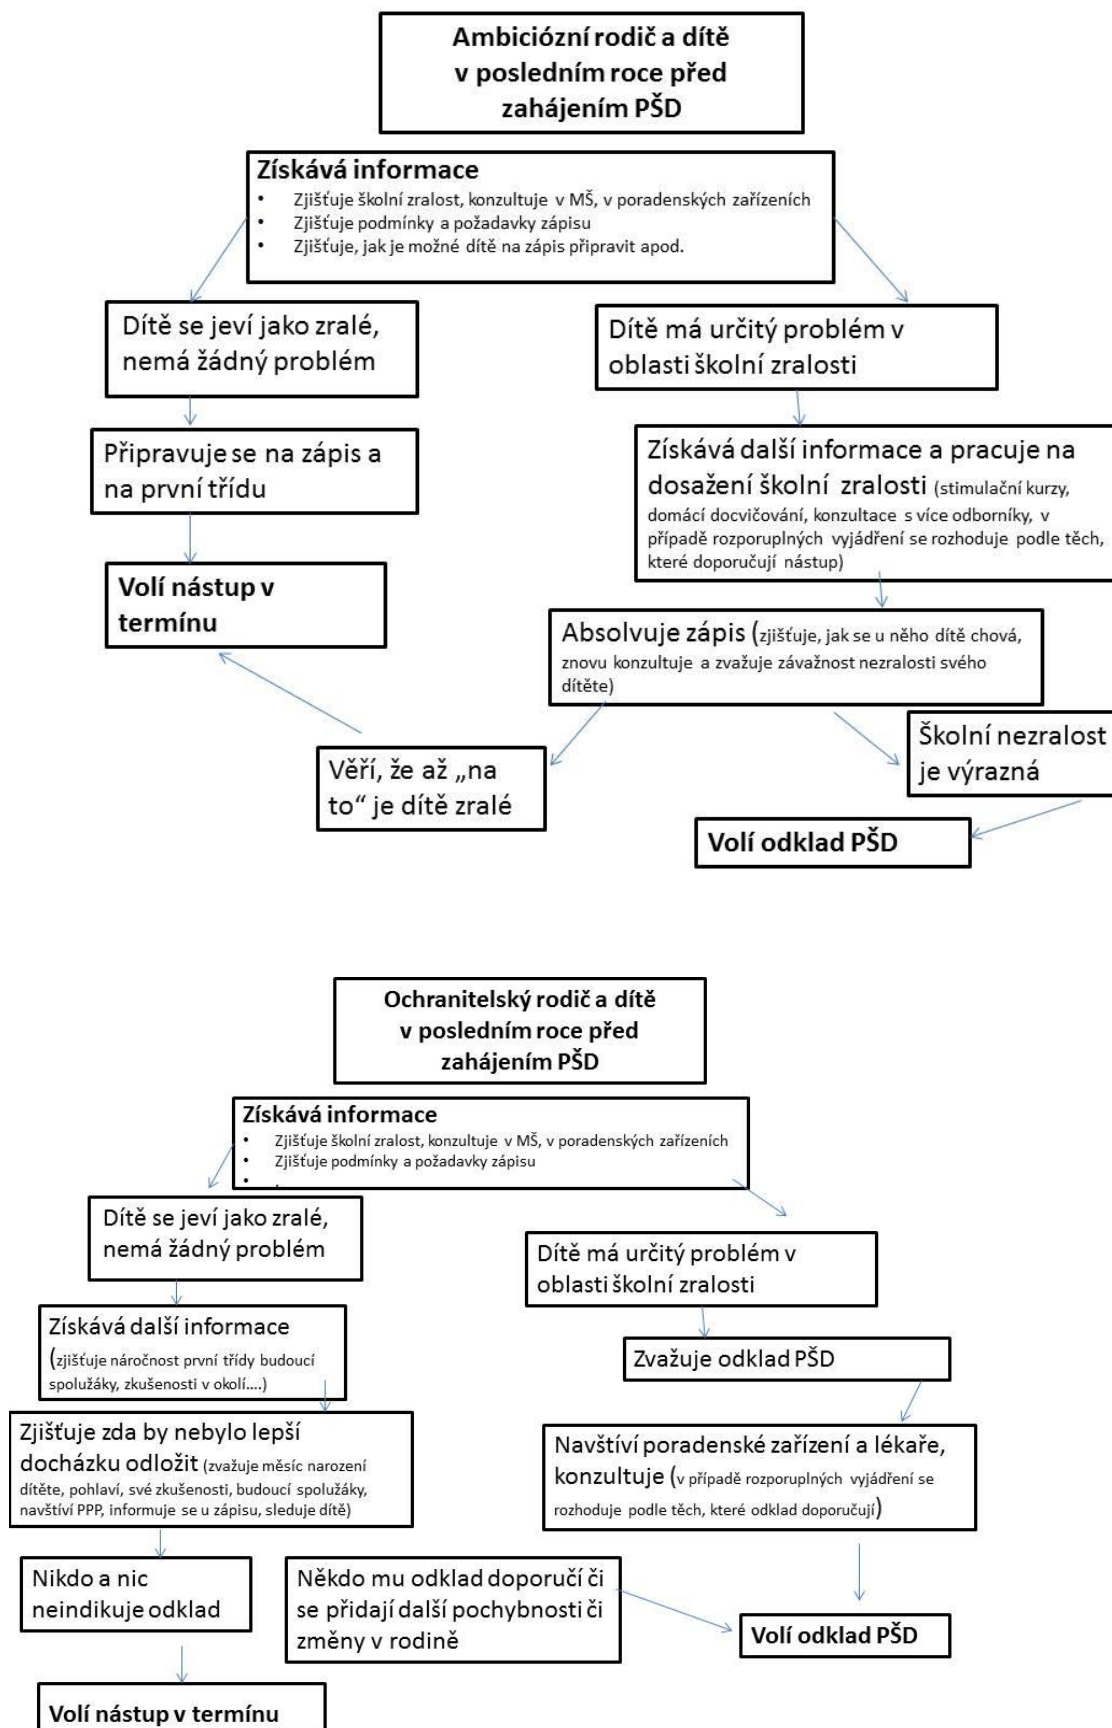 Ambiciózní rodič a dítě
v posledním roce před
zahájením PŠD
Získává informace
• Zjišťuje školní zralost, konzultuje v MŠ, v poradenských zařízeních
• Zjišťuje podmínky a požadavky zápisu
• Zjišťuje, jak je možné dítě na zápis připravit apod.
Dítě se jeví jako zralé,
nemá žádný problém
Dítě má určitý problém v
oblasti školní zralosti
Připravuje se na zápis a
na první třídu
Získává další informace a pracuje na
dosažení školní zralosti (stimulační kurzy,
domácí docvičování, konzultace s více odborníky, v
případě rozporuplných vyjádření se rozhoduje podle těch,
které doporučují nástup)
Volí nástup v
termínu
Absolvuje zápis (zjišťuje, jak se u něho dítě chová,
znovu konzultuje a zvažuje závažnost nezralosti svého
dítěte)
Školní nezralost
je výrazná
Věří, že až „na
to“ je dítě zralé
Volí odklad PŠD
Ochranitelský rodič a dítě
v posledním roce před
zahájením PŠD
Získává informace
• Zjišťuje školní zralost, konzultuje v MŠ, v poradenských zařízeních
• Zjišťuje podmínky a požadavky zápisu
• .
Dítě se jeví jako zralé,
nemá žádný problém
Dítě má určitý problém v
oblasti školní zralosti
Získává další informace
(zjišťuje náročnost první třídy budoucí
spolužáky, zkušenosti v okolí....)
Zvažuje odklad PŠD
Zjišťuje zda by nebylo lepší
docházku odložit (zvažuje měsíc narození
dítěte, pohlaví, své zkušenosti, budoucí spolužáky,
navštíví PPP, informuje se u zápisu, sleduje dítě)
Navštíví poradenské zařízení a lékaře,
konzultuje (v případě rozporuplných vyjádření se
rozhoduje podle těch, které odklad doporučují)
Nikdo a nic
neindikuje odklad
Někdo mu odklad doporučí či
se přidají další pochybnosti či
změny v rodině
Volí odklad PŠD
Volí nástup v termínu